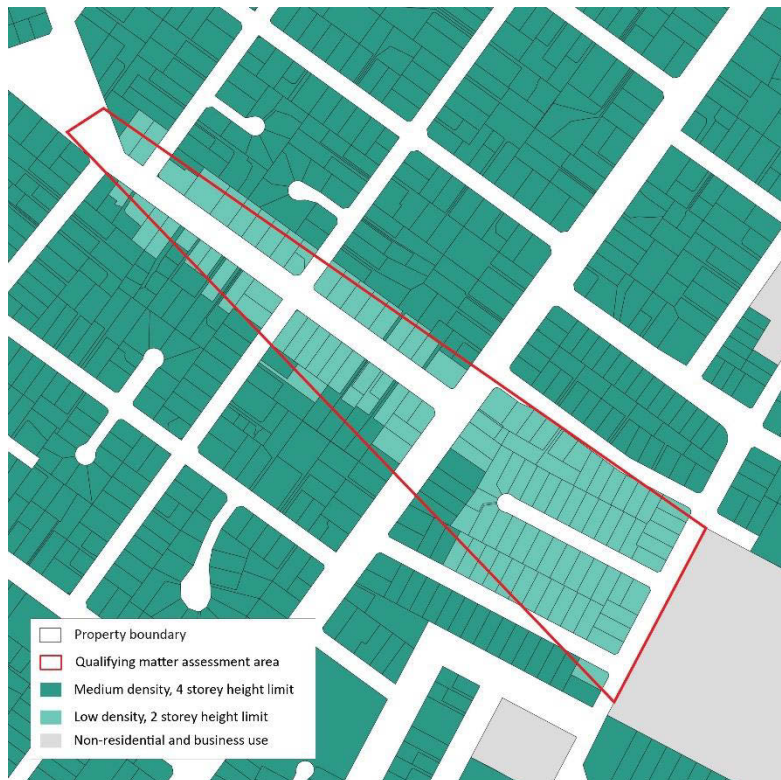 Property boundary
Qualifying matter assessment area
Medium density, 4 storey height limit
Low density, 2 storey height limit
Non-residential and business use